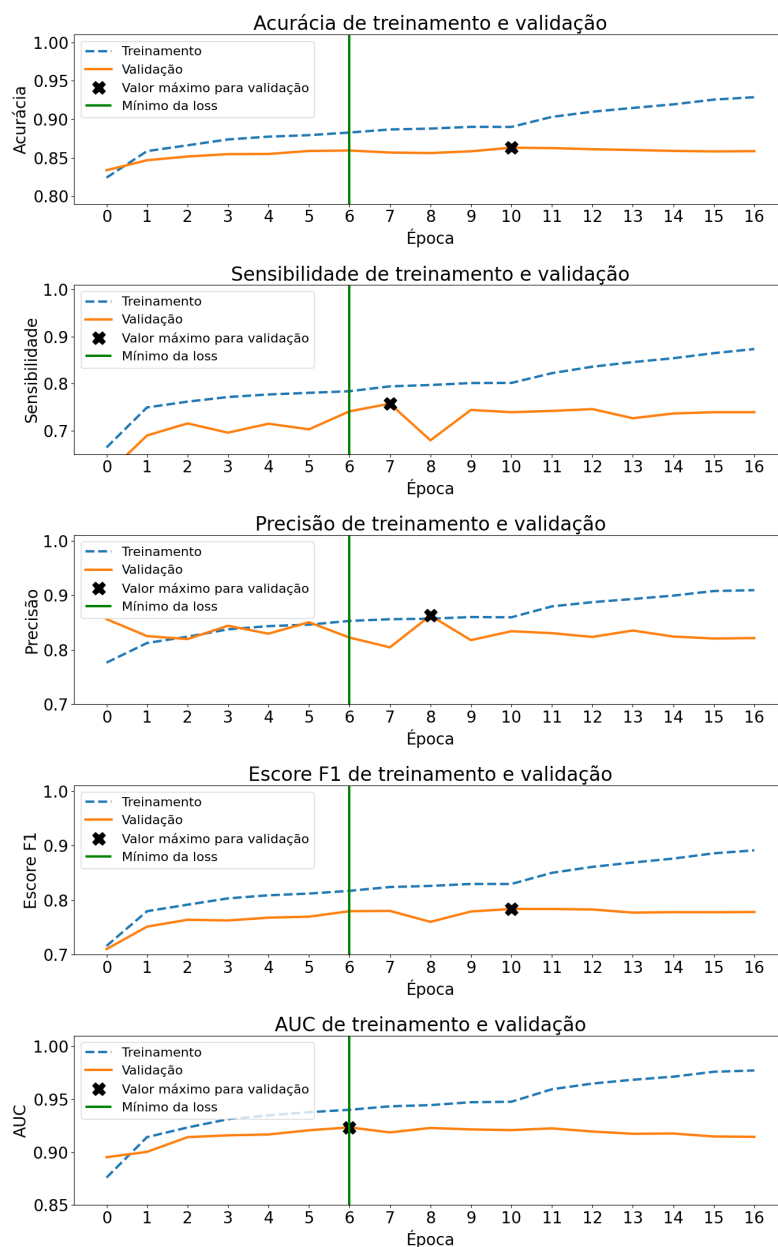 Acurácia de treinamento e validação
1.00
0.95
0.90
0.85
0.80
Acurácia
Treinamento
Validação
Valor máximo para validação
Mínimo da loss
0 1 2 3 4 5 6 7 8 9 10 11 12 13 14 15 16
Época
Sensibilidade de treinamento e validação
1.0
0.9
0.8
0.7
Sensibilidade
Treinamento
Validação
Valor máximo para validação
Mínimo da loss
0 1 2 3 4 5 6 7 8 9 10 11 12 13 14 15 16
Época
Precisão de treinamento e validação
1.0
0.9
0.8
0.7
Precisão
Treinamento
Validação
Valor máximo para validação
Mínimo da loss
0 1 2 3 4 5 6 7 8 9 10 11 12 13 14 15 16
Época
Escore F1 de treinamento e validação
1.0
0.9
0.8
0.7
Escore F1
Treinamento
Validação
Valor máximo para validação
Mínimo da loss
0 1 2 3 4 5 6 7 8 9 10 11 12 13 14 15 16
Época
AUC de treinamento e validação
1.00
0.95
0.90
0.85
AUC
Treinamento
Validação
Valor máximo para validação
Mínimo da loss
0 1 2 3 4 5 6 7 8 9 10 11 12 13 14 15 16
Época